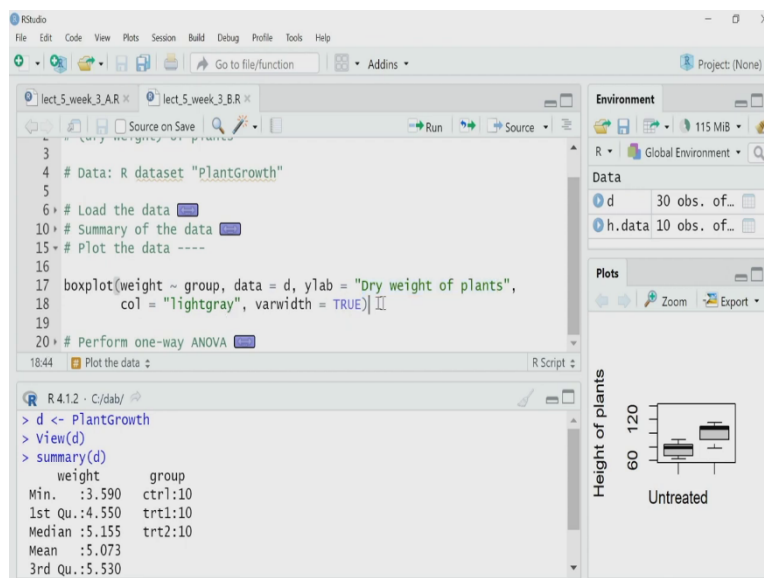 RStudio
File Edit Code View Plots Session Build Debug Profile Tools Help
Go to file/function
Addins
Project: (None)
lect_5_week_3_A.R
lect_5_week_3_B.R
Source on Save
Run
Source
2 # (dry weight) of plants
3
4 # Data: R dataset "PlantGrowth"
5
6 # Load the data
10 # Summary of the data
15 # Plot the data ----
16
17 boxplot(weight ~ group, data = d, ylab = "Dry weight of plants",
18 col = "lightgray", varwidth = TRUE)
19
20 # Perform one-way ANOVA
18:44 Plot the data
R Script
R 4.1.2 · C:/dab/
> d <- PlantGrowth
> View(d)
> summary(d)
weight group
Min. :3.590 ctrl:10
1st Qu.:4.550 trt1:10
Median :5.155 trt2:10
Mean :5.073
3rd Qu.:5.530
Environment
115 MiB
R Global Environment
Data
d 30 obs. of…
h.data 10 obs. of…
Plots
Zoom Export
Height of plants
120
60
Untreated